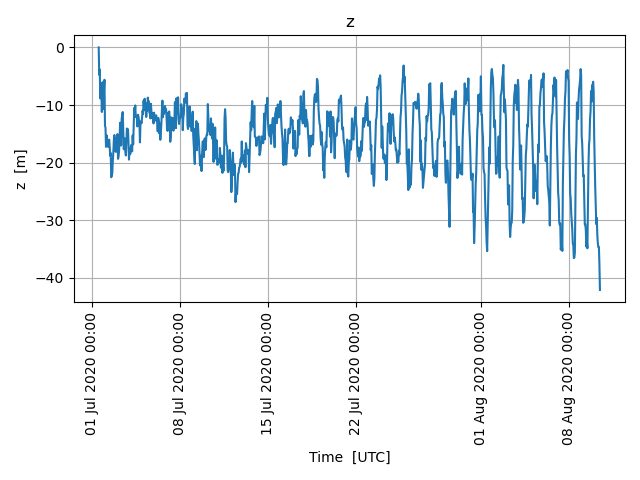 z
0
−10
−20
−30
−40
z [m]
01 Jul 2020 00:00
08 Jul 2020 00:00
15 Jul 2020 00:00
22 Jul 2020 00:00
01 Aug 2020 00:00
08 Aug 2020 00:00
Time [UTC]